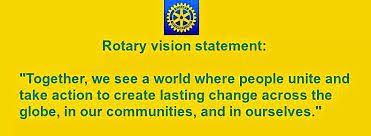 Rotary vision statement:
"Together, we see a world where people unite and
take action to create lasting change across the
globe, in our communities, and in ourselves."